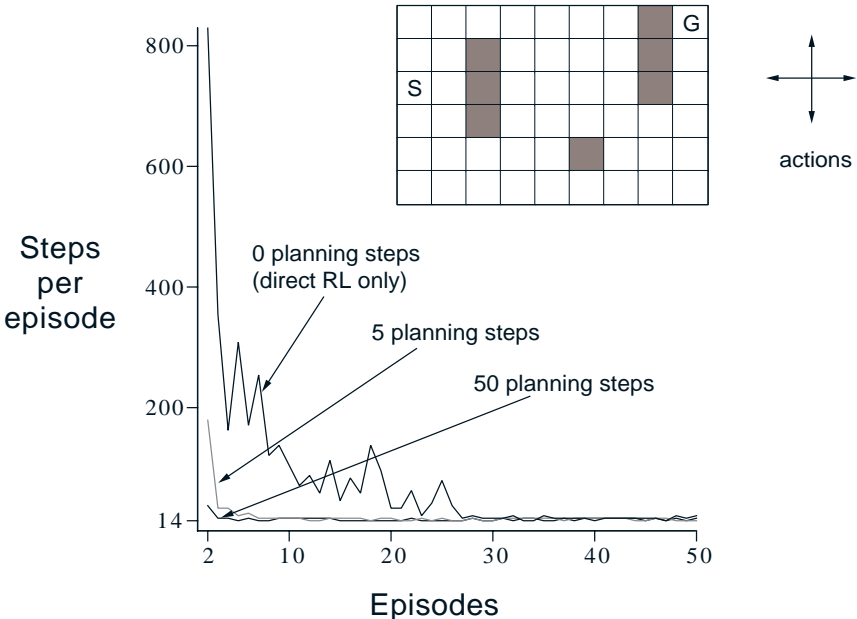 800
600
400
200
14
Steps
per
episode
0 planning steps
(direct RL only)
5 planning steps
50 planning steps
S
G
actions
2
10
20
30
40
50
Episodes